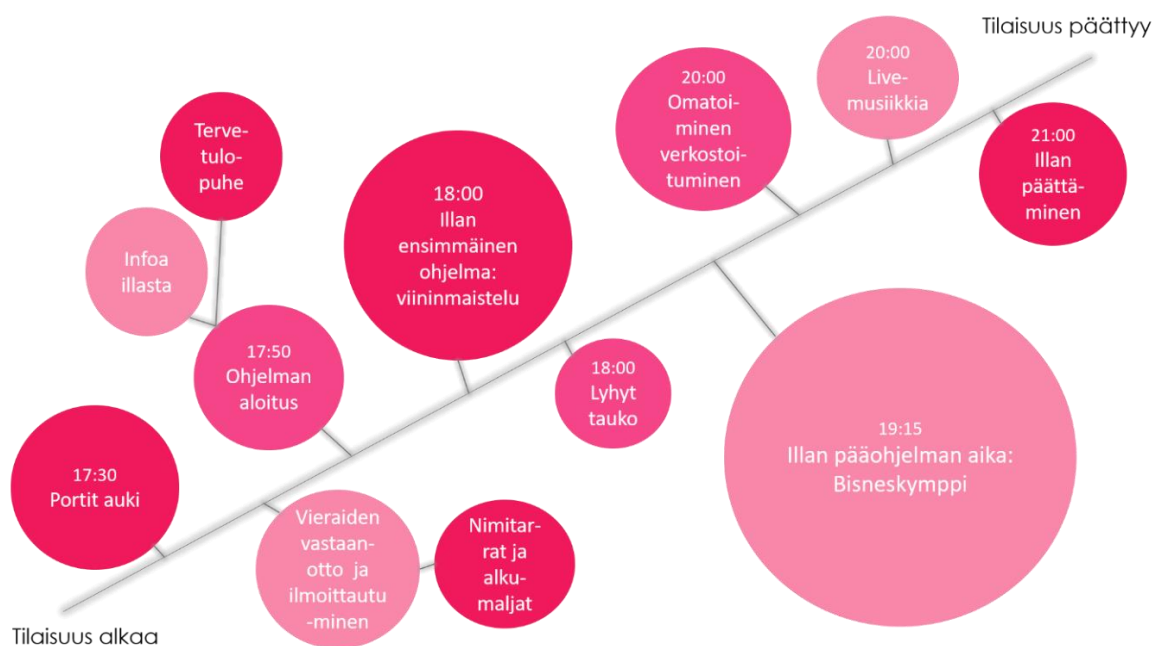 Tilaisuus alkaa
17:30
Portit auki
Vieraiden
vastaan-
otto ja
ilmoittautu
-minen
Nimitar-
rat ja
alku-
maljat
17:50
Ohjelman
aloitus
Infoa
illasta
Terve-
tulo-
puhe
18:00
Illan
ensimmäinen
ohjelma:
viininmaistelu
18:00
Lyhyt
tauko
19:15
Illan pääohjelman aika:
Bisneskymppi
20:00
Omatoi-
minen
verkostoi-
tuminen
20:00
Live-
musiikkia
21:00
Illan
päättä-
minen
Tilaisuus päättyy